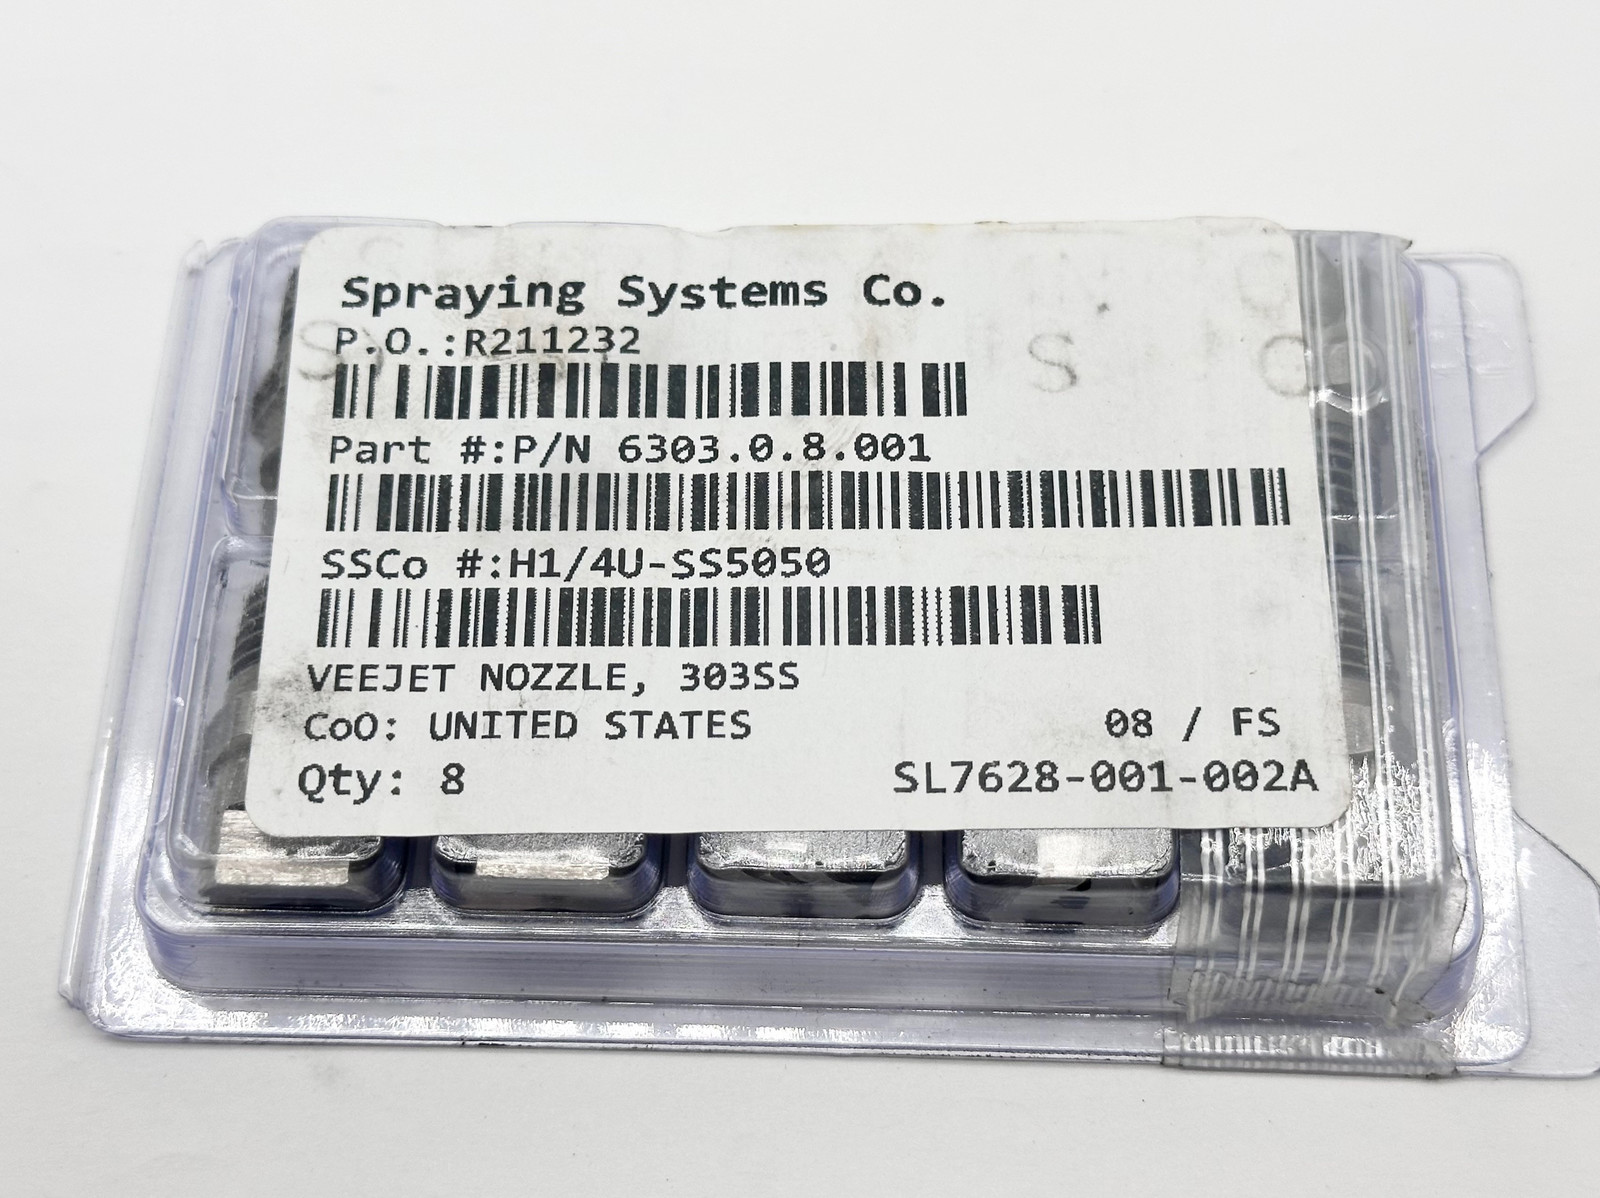 Spraying Systems Co.
P.O.:R211232
Part #:P/N 6303.0.8.001
SSCo #:H1/4U-SS5050
VEEJET NOZZLE, 303SS
CoO: UNITED STATES 08 / FS
Qty: 8 SL7628-001-002A